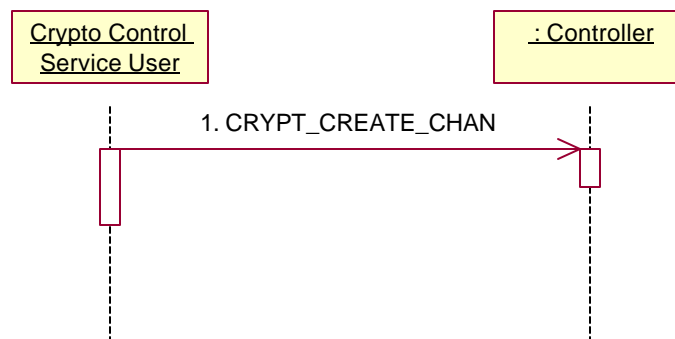 Crypto Control
Service User
: Controller
1. CRYPT_CREATE_CHAN